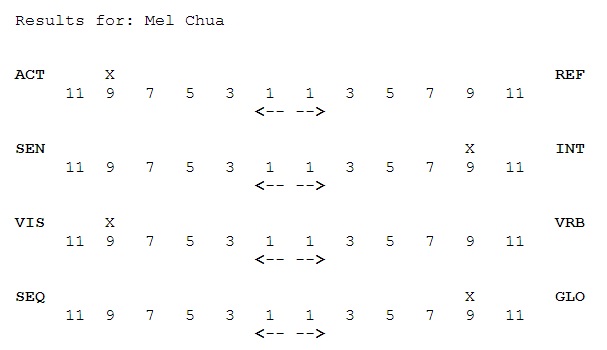 Results for: Mel Chua
X
ACT REF
11 9 7 5 3 1 1 3 5 7 9 11
<-- -->
X
SEN INT
11 9 7 5 3 1 1 3 5 7 9 11
<-- -->
X
VIS VRB
11 9 7 5 3 1 1 3 5 7 9 11
<-- -->
X
SEQ GLO
11 9 7 5 3 1 1 3 5 7 9 11
<-- -->